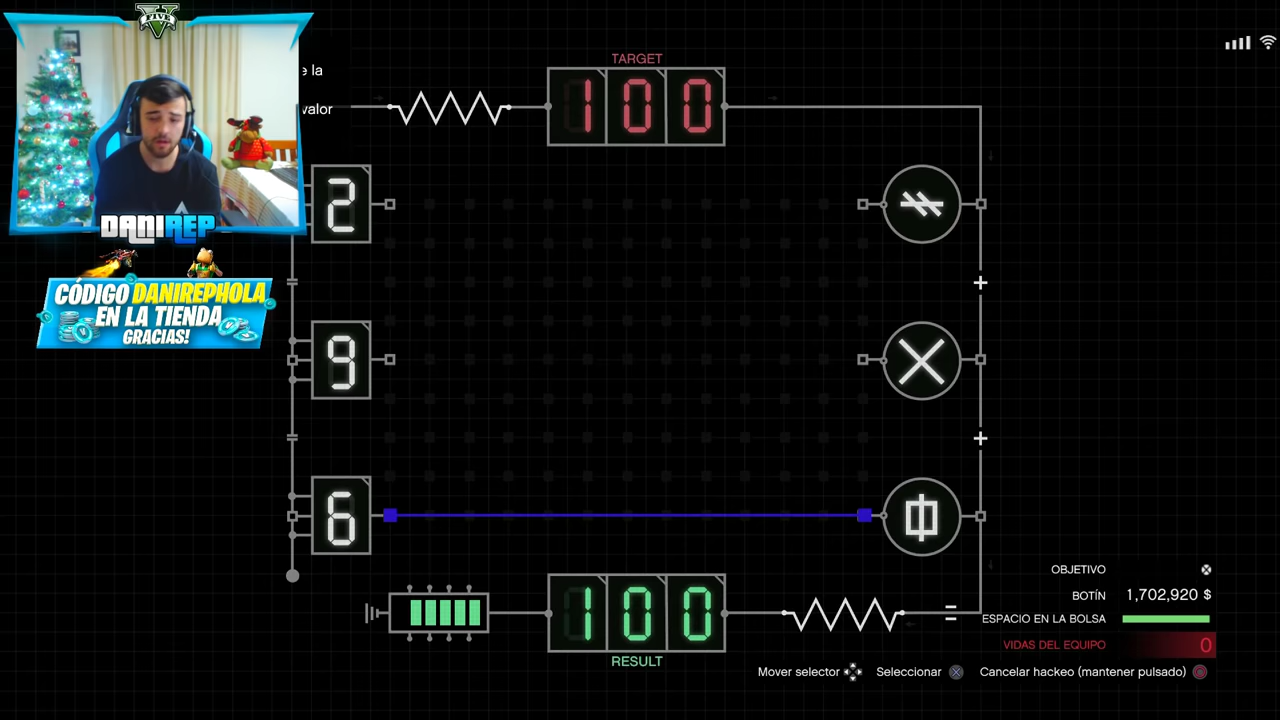 V
FIVE
e la
valor
TARGET
100
2
9
6
DANIREP
CÓDIGO DANIREPHOLA
EN LA TIENDA
GRACIAS!
100
RESULT
OBJETIVO
BOTÍN 1,702,920 $
ESPACIO EN LA BOLSA
VIDAS DEL EQUIPO 0
Mover selector Seleccionar Cancelar hackeo (mantener pulsado)